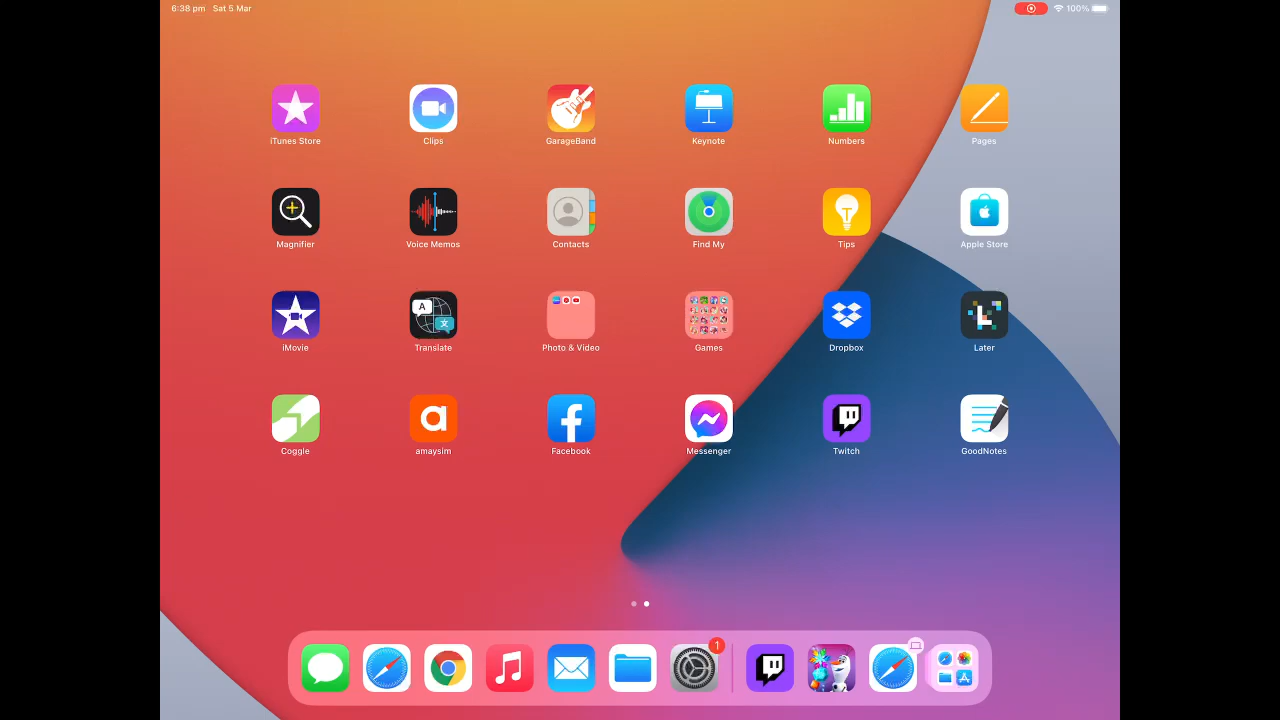 6:38 pm Sat 5 Mar 100%
iTunes Store Clips GarageBand Keynote Numbers Pages
Magnifier Voice Memos Contacts Find My Tips Apple Store
iMovie Translate Photo & Video Games Dropbox Later
Coggle amaysim Facebook Messenger Twitch GoodNotes
1